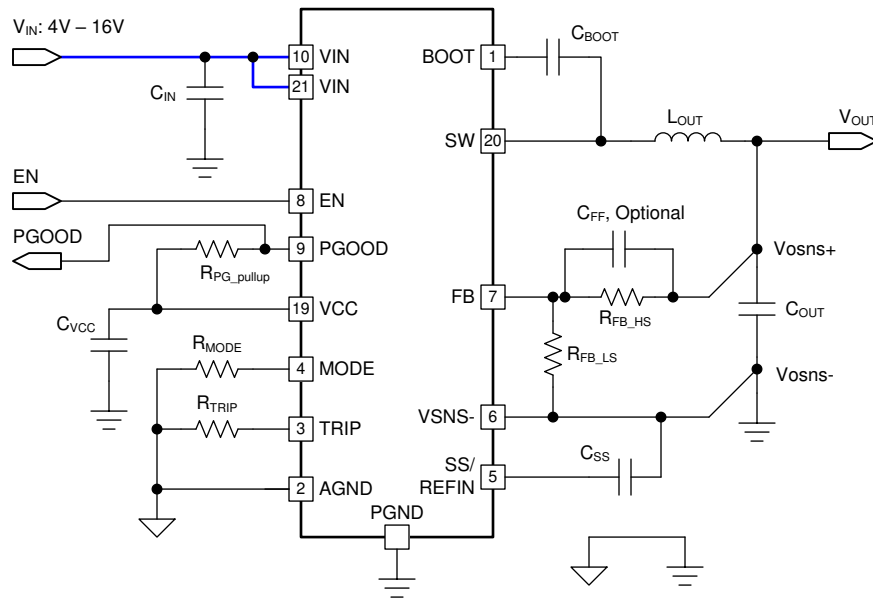 VIN: 4V – 16V
CIN
10 VIN
21 VIN
EN
8 EN
PGOOD
9 PGOOD
RPG_pullup
19 VCC
CVCC
RMODE
4 MODE
RTRIP
3 TRIP
2 AGND
PGND
BOOT 1
CBOOT
SW 20
LOUT
VOUT
CFF, Optional
Vosns+
FB 7
RFB_HS
COUT
RFB_LS
Vosns-
VSNS- 6
CSS
SS/
REFIN 5